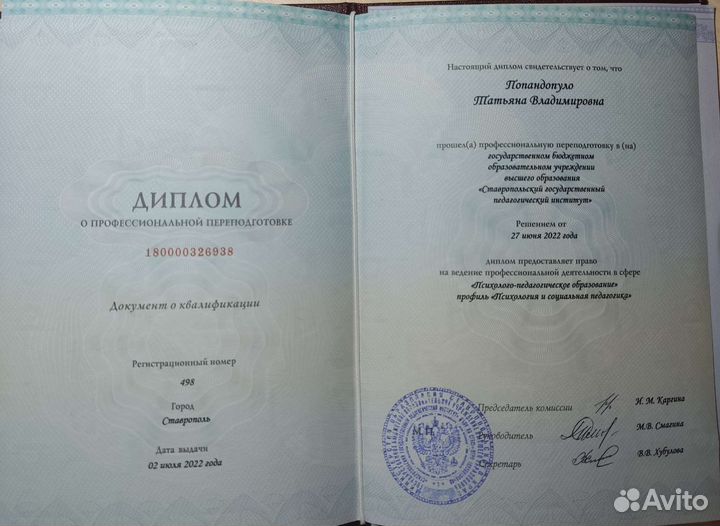 ДИПЛОМ
О ПРОФЕССИОНАЛЬНОЙ ПЕРЕПОДГОТОВКЕ
180000326938
Документ о квалификации
Регистрационный номер
498
Город
Ставрополь
Дата выдачи
02 июля 2022 года
Настоящий диплом свидетельствует о том, что
Попандопуло
Татьяна Владимировна
прошел(а) профессиональную переподготовку в (на)
государственном бюджетном
образовательном учреждении
высшего образования
«Ставропольский государственный
педагогический институт»
Решением от
27 июня 2022 года
диплом предоставляет право
на ведение профессиональной деятельности в сфере
«Психолого-педагогическое образование»
профиль «Психология и социальная педагогика»
Председатель комиссии И. М. Каргина
М.П.
Руководитель М.В. Смагина
Секретарь В.В. Хубулова
Avito